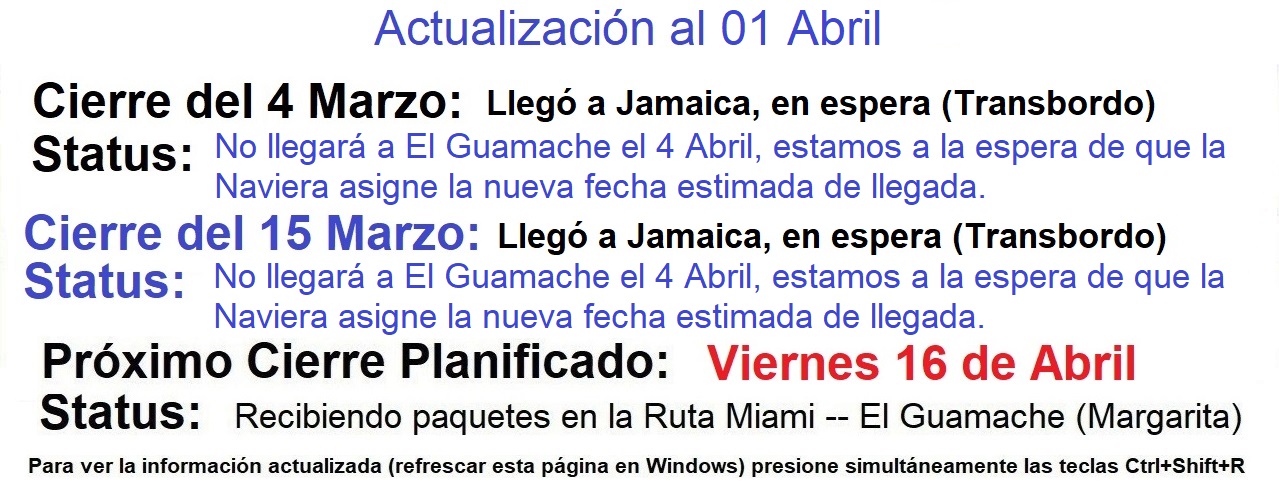 Actualización al 01 Abril
Cierre del 4 Marzo: Llegó a Jamaica, en espera (Transbordo)
Status: No llegará a El Guamache el 4 Abril, estamos a la espera de que la
Naviera asigne la nueva fecha estimada de llegada.
Cierre del 15 Marzo: Llegó a Jamaica, en espera (Transbordo)
Status: No llegará a El Guamache el 4 Abril, estamos a la espera de que la
Naviera asigne la nueva fecha estimada de llegada.
Próximo Cierre Planificado: Viernes 16 de Abril
Status: Recibiendo paquetes en la Ruta Miami -- El Guamache (Margarita)
Para ver la información actualizada (refrescar esta página en Windows) presione simultáneamente las teclas Ctrl+Shift+R